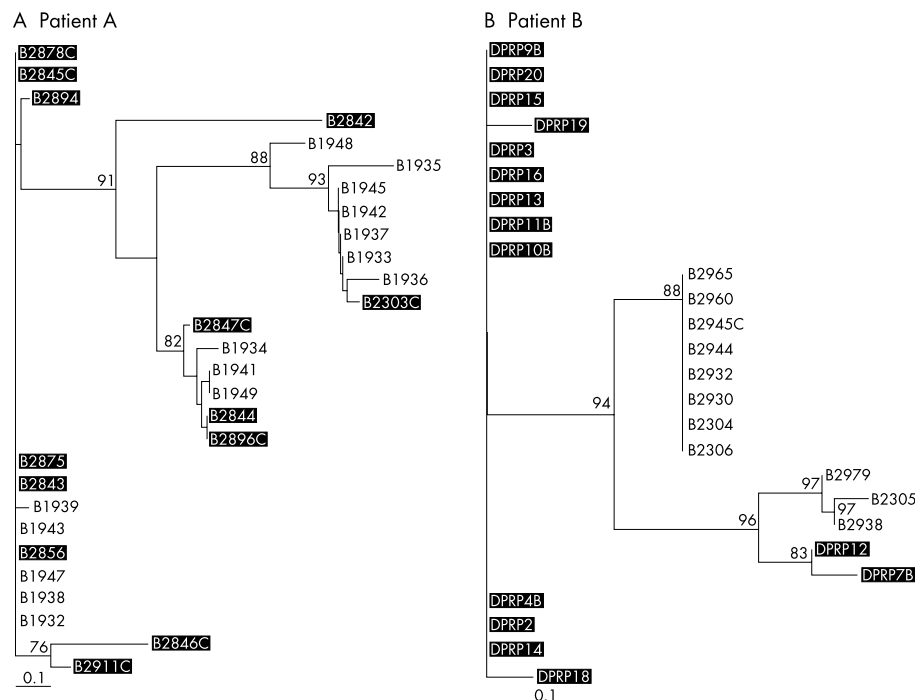 A Patient A
B2878C
B2845C
B2894
B2842
B1948
88
B1935
93
91
B1945
B1942
B1937
B1933
B1936
B2303C
B2847C
82
B1934
B1941
B1949
B2844
B2896C
B2875
B2843
B1939
B1943
B2856
B1947
B1938
B1932
76
B2846C
B2911C
0.1
B Patient B
DPRP9B
DPRP20
DPRP15
DPRP19
DPRP3
DPRP16
DPRP13
DPRP11B
DPRP10B
B2965
88
B2960
B2945C
B2944
B2932
B2930
94
B2304
B2306
B2979
97
B2305
97
B2938
96
DPRP12
83
DPRP7B
DPRP4B
DPRP2
DPRP14
DPRP18
0.1